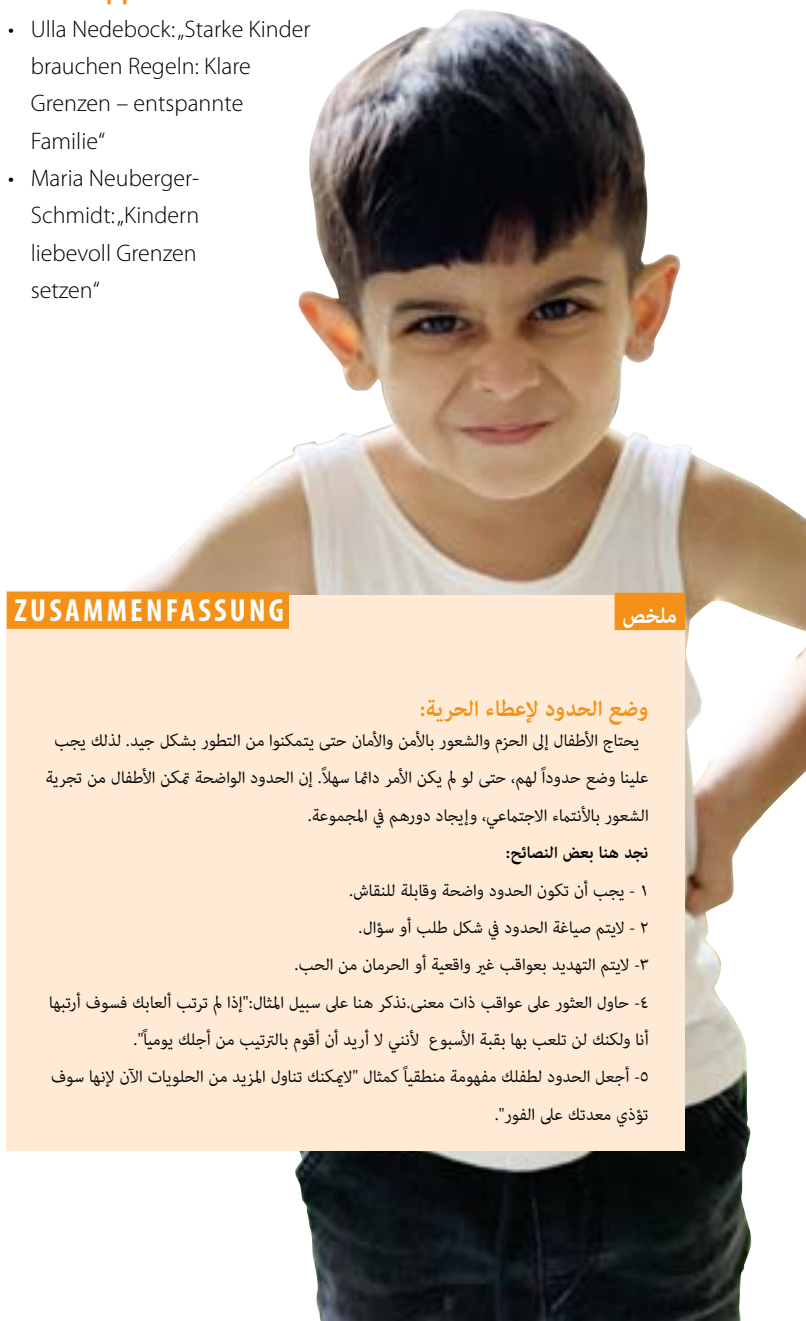 • Ulla Nedebock: „Starke Kinder
brauchen Regeln: Klare
Grenzen – entspannte
Familie“
• Maria Neuberger-
Schmidt: „Kindern
liebevoll Grenzen
setzen“
ZUSAMMENFASSUNG
ملخص
وضع الحدود لإعطاء الحرية:
يحتاج الأطفال إلى الحزم والشعور بالأمن والأمان حتى يتمكنوا من التطور بشكل جيد. لذلك يجب
علينا وضع حدوداً لهم، حتى لو لم يكن الأمر دائماً سهلاً. إن الحدود الواضحة تمكن الأطفال من تجربة
الشعور بالأنتماء الاجتماعي، وإيجاد دورهم في المجموعة.
نجد هنا بعض النصائح:
١ - يجب أن تكون الحدود واضحة وقابلة للنقاش.
٢ - لايتم صياغة الحدود في شكل طلب أو سؤال.
٣- لايتم التهديد بعواقب غير واقعية أو الحرمان من الحب.
٤- حاول العثور على عواقب ذات معنى.نذكر هنا على سبيل المثال:"إذا لم ترتب ألعابك فسوف أرتبها
أنا ولكنك لن تلعب بها بقبة الأسبوع لأنني لا أريد أن أقوم بالترتيب من أجلك يومياً".
٥- أجعل الحدود لطفلك مفهومة منطقياً كمثال "لايمكنك تناول المزيد من الحلويات الآن لإنها سوف
تؤذي معدتك على الفور".